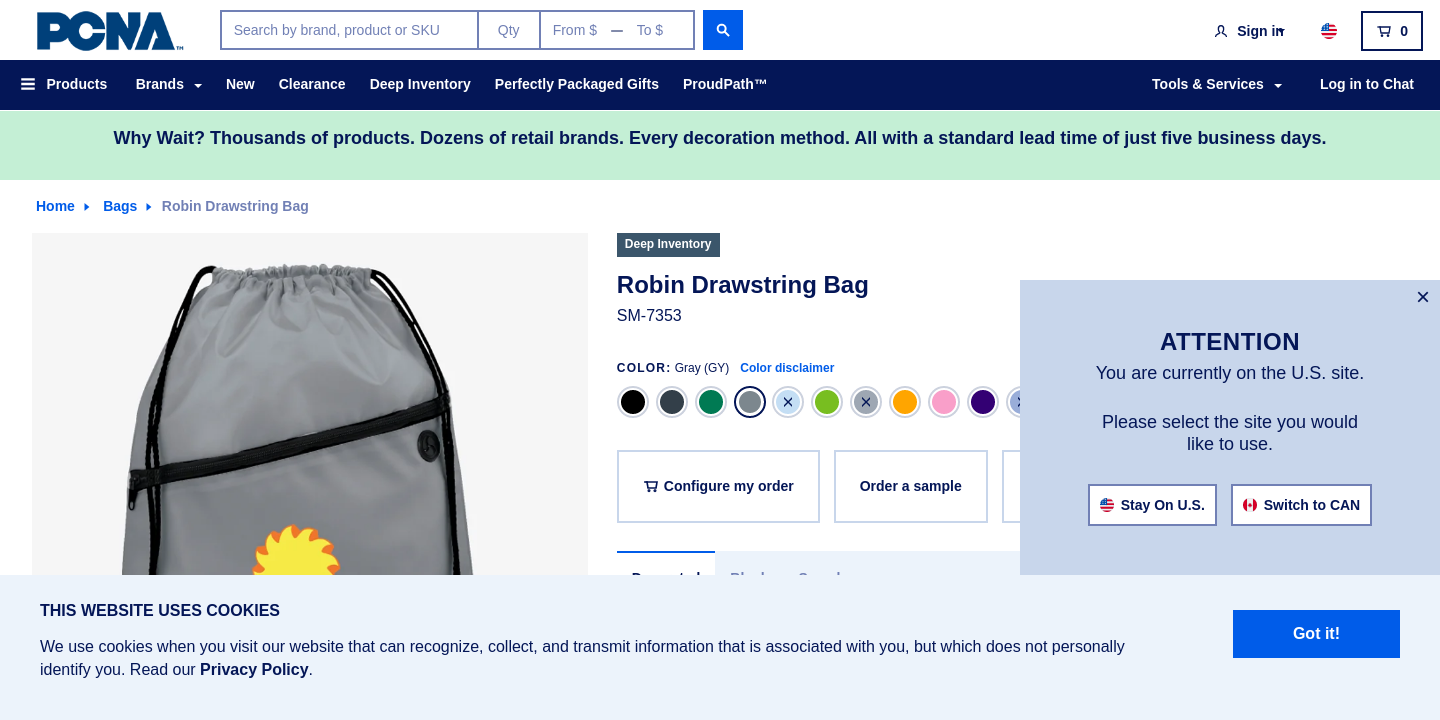 PCNA™
Search by brand, product or SKU
Qty
From $
To $
Sign in
0
Products
Brands
New
Clearance
Deep Inventory
Perfectly Packaged Gifts
ProudPath™
Tools & Services
Log in to Chat
Why Wait? Thousands of products. Dozens of retail brands. Every decoration method. All with a standard lead time of just five business days.
Home
Bags
Robin Drawstring Bag
Deep Inventory
Robin Drawstring Bag
SM-7353
COLOR: Gray (GY)
Color disclaimer
Configure my order
Order a sample
ATTENTION
You are currently on the U.S. site.
Please select the site you would
like to use.
Stay On U.S.
Switch to CAN
THIS WEBSITE USES COOKIES
We use cookies when you visit our website that can recognize, collect, and transmit information that is associated with you, but which does not personally
identify you. Read our Privacy Policy.
Got it!